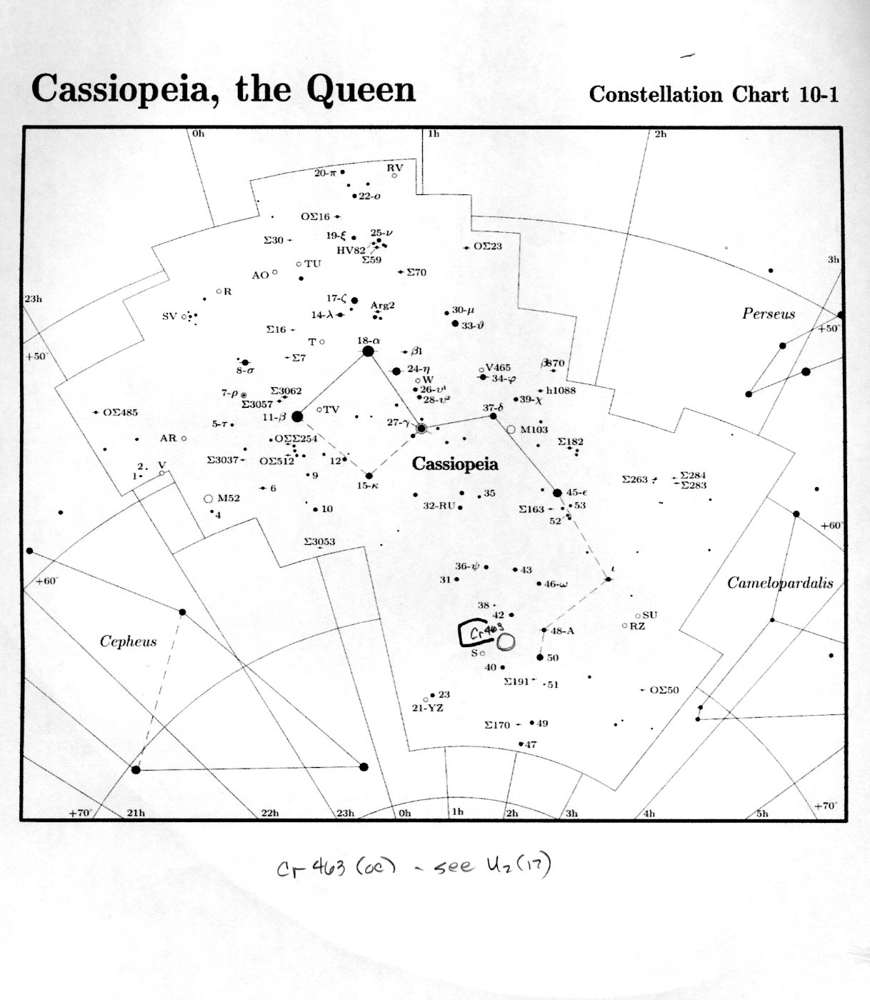 Cassiopeia, the Queen
Constellation Chart 10-1
0h
1h
2h
20-π
RV
22-o
OΣ16
19-ξ
25-ν
Σ30
HV82
Σ59
OΣ23
3h
TU
AO
Σ70
R
23h
17-ζ
Arg2
SV
14-λ
30-μ
33-ϑ
Perseus
+50°
Σ16
T
18-α
β1
+50°
Σ7
8-σ
24-η
V465
β870
W
34-φ
7-ρ
Σ3062
26-υ¹
h1088
Σ3057
28-υ²
39-χ
OΣ485
11-β
TV
37-δ
5-τ
27-γ
M103
AR
OΣΣ254
Σ182
Σ3037
OΣ512
12
Cassiopeia
2
V
1
9
15-κ
Σ263
Σ284
Σ283
6
35
45-ε
M52
4
10
32-RU
Σ163
53
52
+60°
Σ3053
36-ψ
43
ι
+60°
31
46-ω
Camelopardalis
38
42
SU
Cr463
48-A
RZ
Cepheus
S
50
40
Σ191
51
OΣ50
23
21-YZ
Σ170
49
47
+70°
21h
22h
23h
0h
1h
2h
3h
4h
5h
+70°
Cr 463 (OC) - see U2(17)